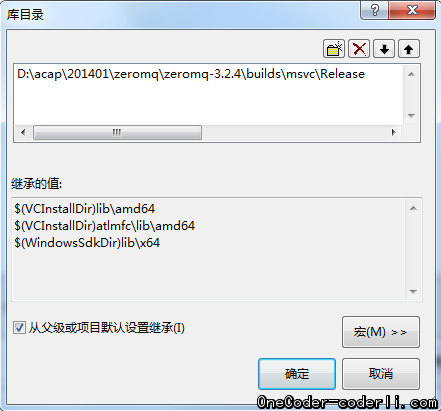 库目录
D:\acap\201401\zeromq\zeromq-3.2.4\builds\msvc\Release
继承的值:
$(VCInstallDir)lib\amd64
$(VCInstallDir)atlmfc\lib\amd64
$(WindowsSdkDir)lib\x64
从父级或项目默认设置继承(I)
宏(M) >>
确定
取消
OneCoder-coderli.com